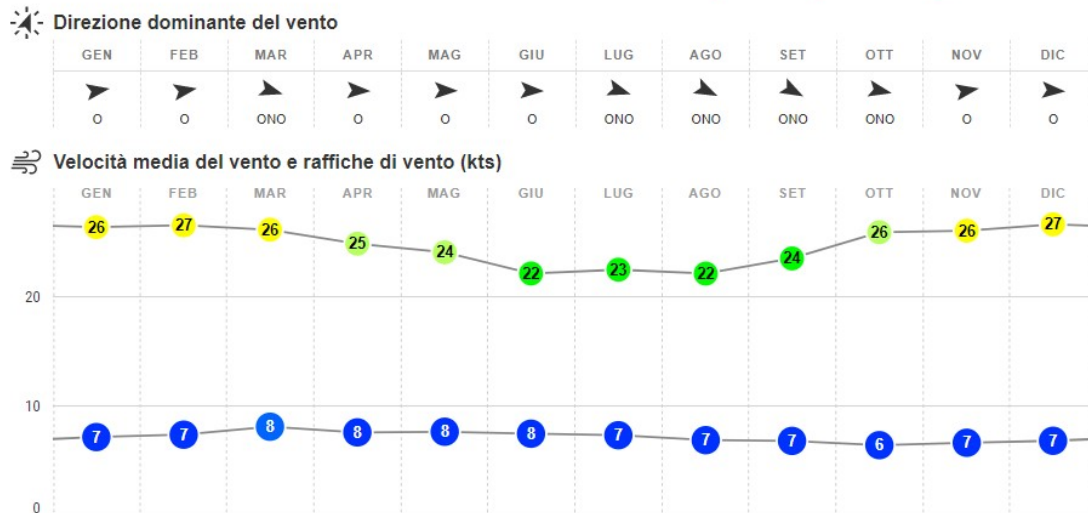 Direzione dominante del vento
GEN FEB MAR APR MAG GIU LUG AGO SET OTT NOV DIC
O O ONO O O O ONO ONO ONO ONO O O
Velocità media del vento e raffiche di vento (kts)
GEN FEB MAR APR MAG GIU LUG AGO SET OTT NOV DIC
26 27 26 25 24 22 23 22 24 26 26 27
20
10
7 7 8 8 8 8 7 7 7 6 7 7
0